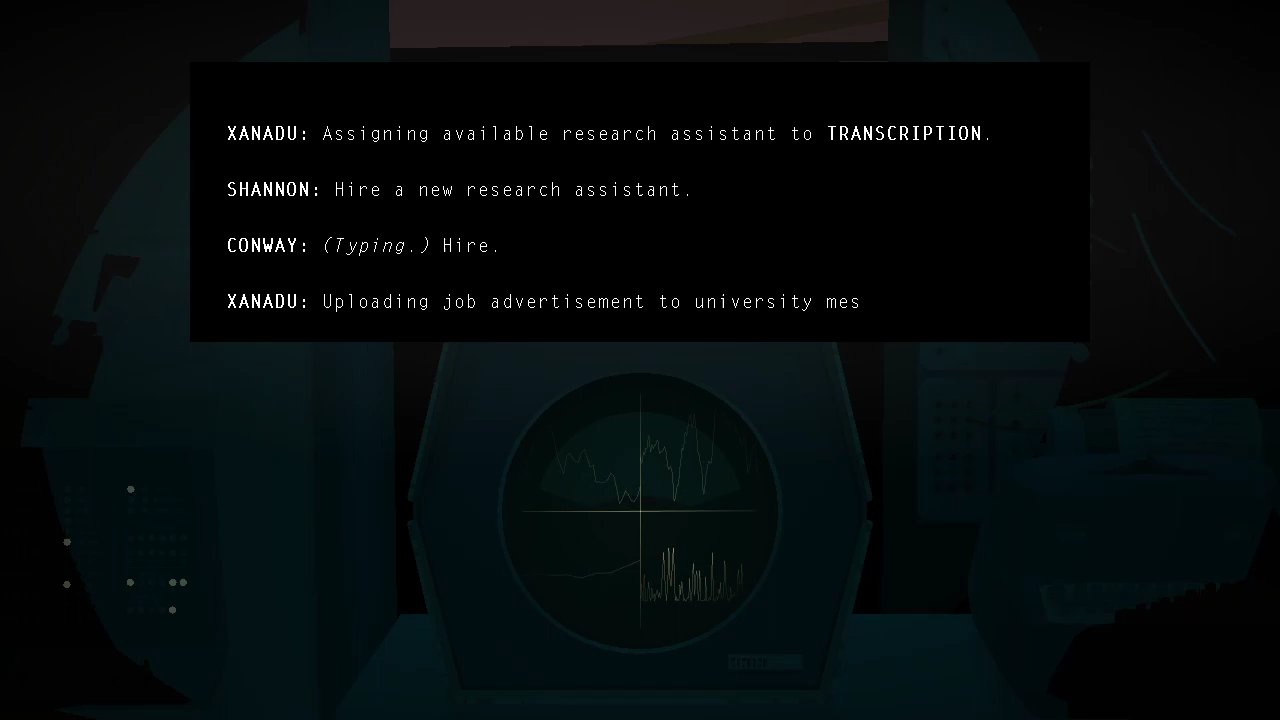 XANADU: Assigning available research assistant to TRANSCRIPTION.
SHANNON: Hire a new research assistant.
CONWAY: (Typing.) Hire.
XANADU: Uploading job advertisement to university mes